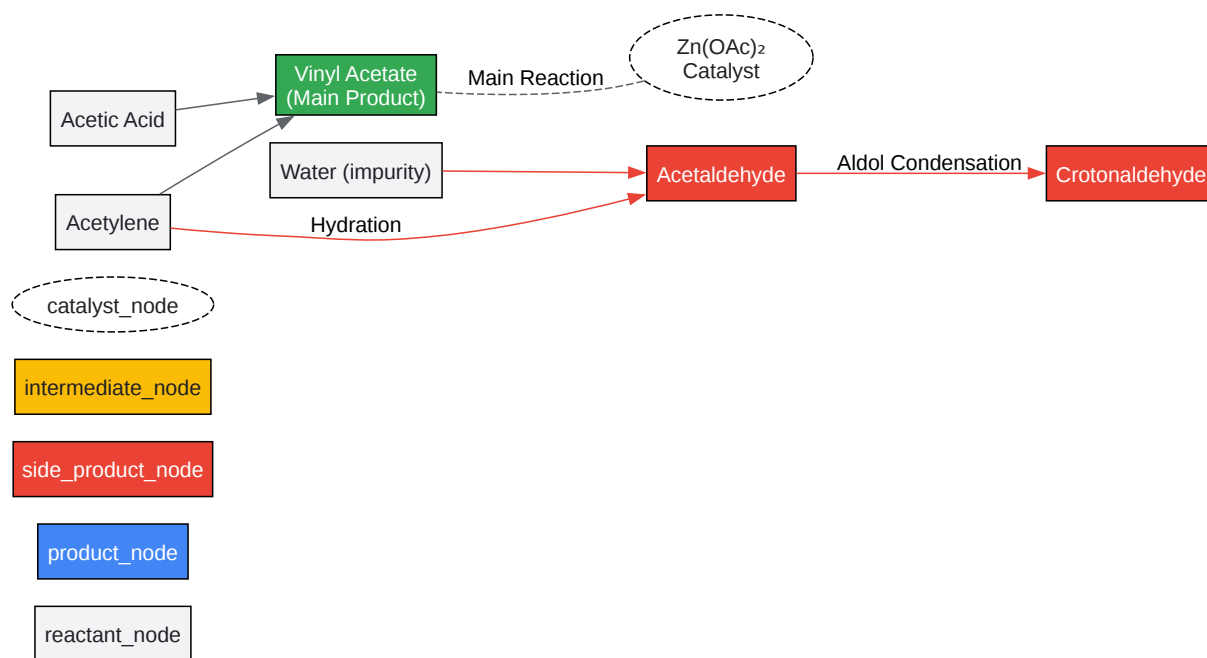 Zn(OAc)₂
Catalyst
Vinyl Acetate
(Main Product)
Main Reaction
Acetic Acid
Water (impurity)
Acetaldehyde
Aldol Condensation
Crotonaldehyde
Acetylene
Hydration
catalyst_node
intermediate_node
side_product_node
product_node
reactant_node